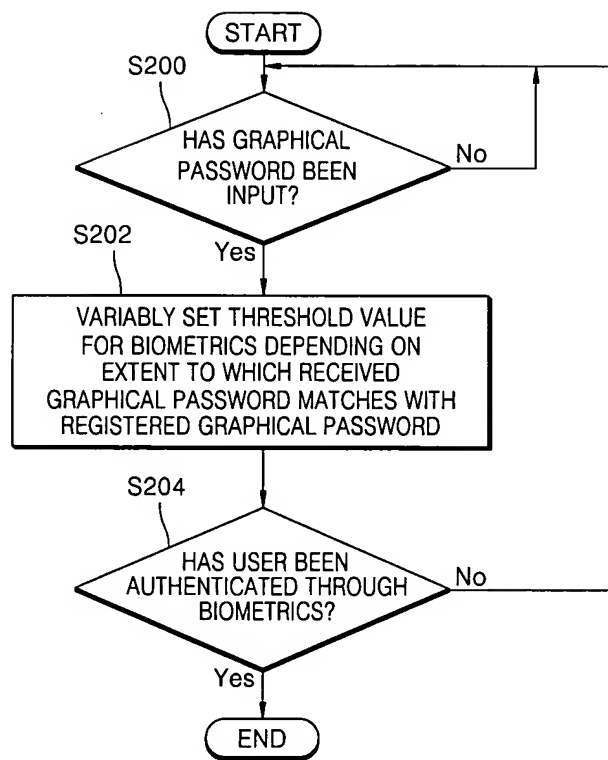 START
S200
HAS GRAPHICAL
PASSWORD BEEN
INPUT?
No
Yes
S202
VARIABLY SET THRESHOLD VALUE
FOR BIOMETRICS DEPENDING ON
EXTENT TO WHICH RECEIVED
GRAPHICAL PASSWORD MATCHES WITH
REGISTERED GRAPHICAL PASSWORD
S204
HAS USER BEEN
AUTHENTICATED THROUGH
BIOMETRICS?
No
Yes
END